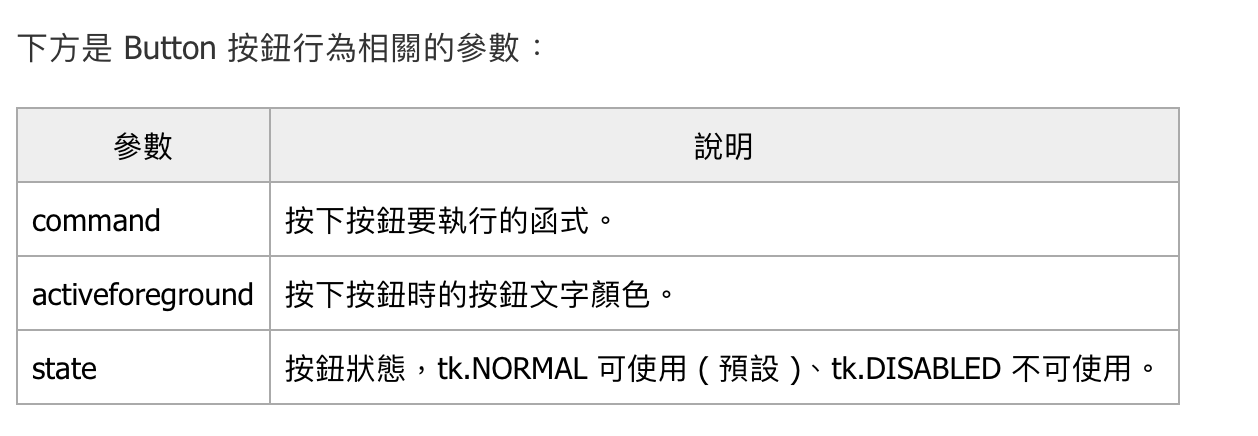 下方是 Button 按鈕行為相關的參數：
參數 說明
command 按下按鈕要執行的函式。
activeforeground 按下按鈕時的按鈕文字顏色。
state 按鈕狀態，tk.NORMAL 可使用 ( 預設 )、tk.DISABLED 不可使用。